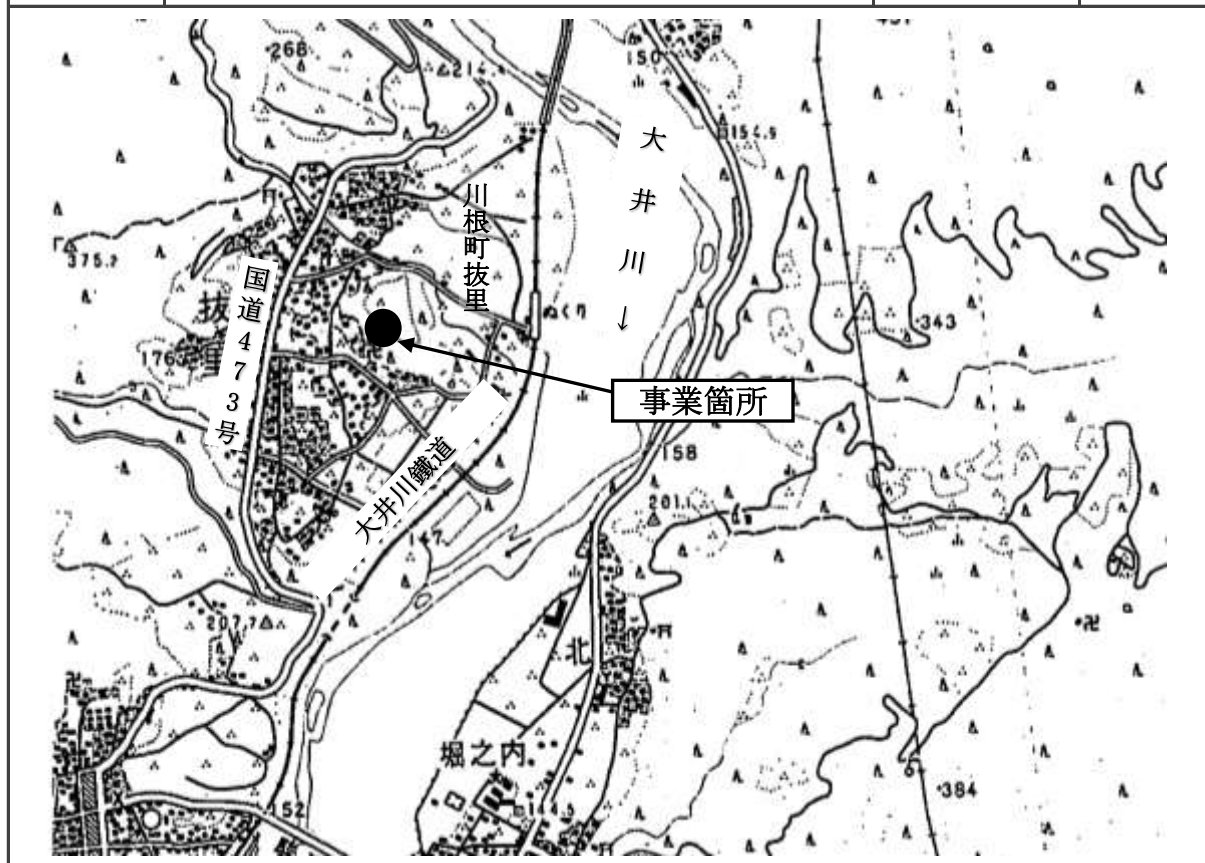 268
214.
150
154.9
大井川↓
川根町抜里
375.2
国道473号
抜
里
176
ぬくり
343
事業箇所
大井川鐵道
158
201.
147
207.7
北
堀之内
152
384